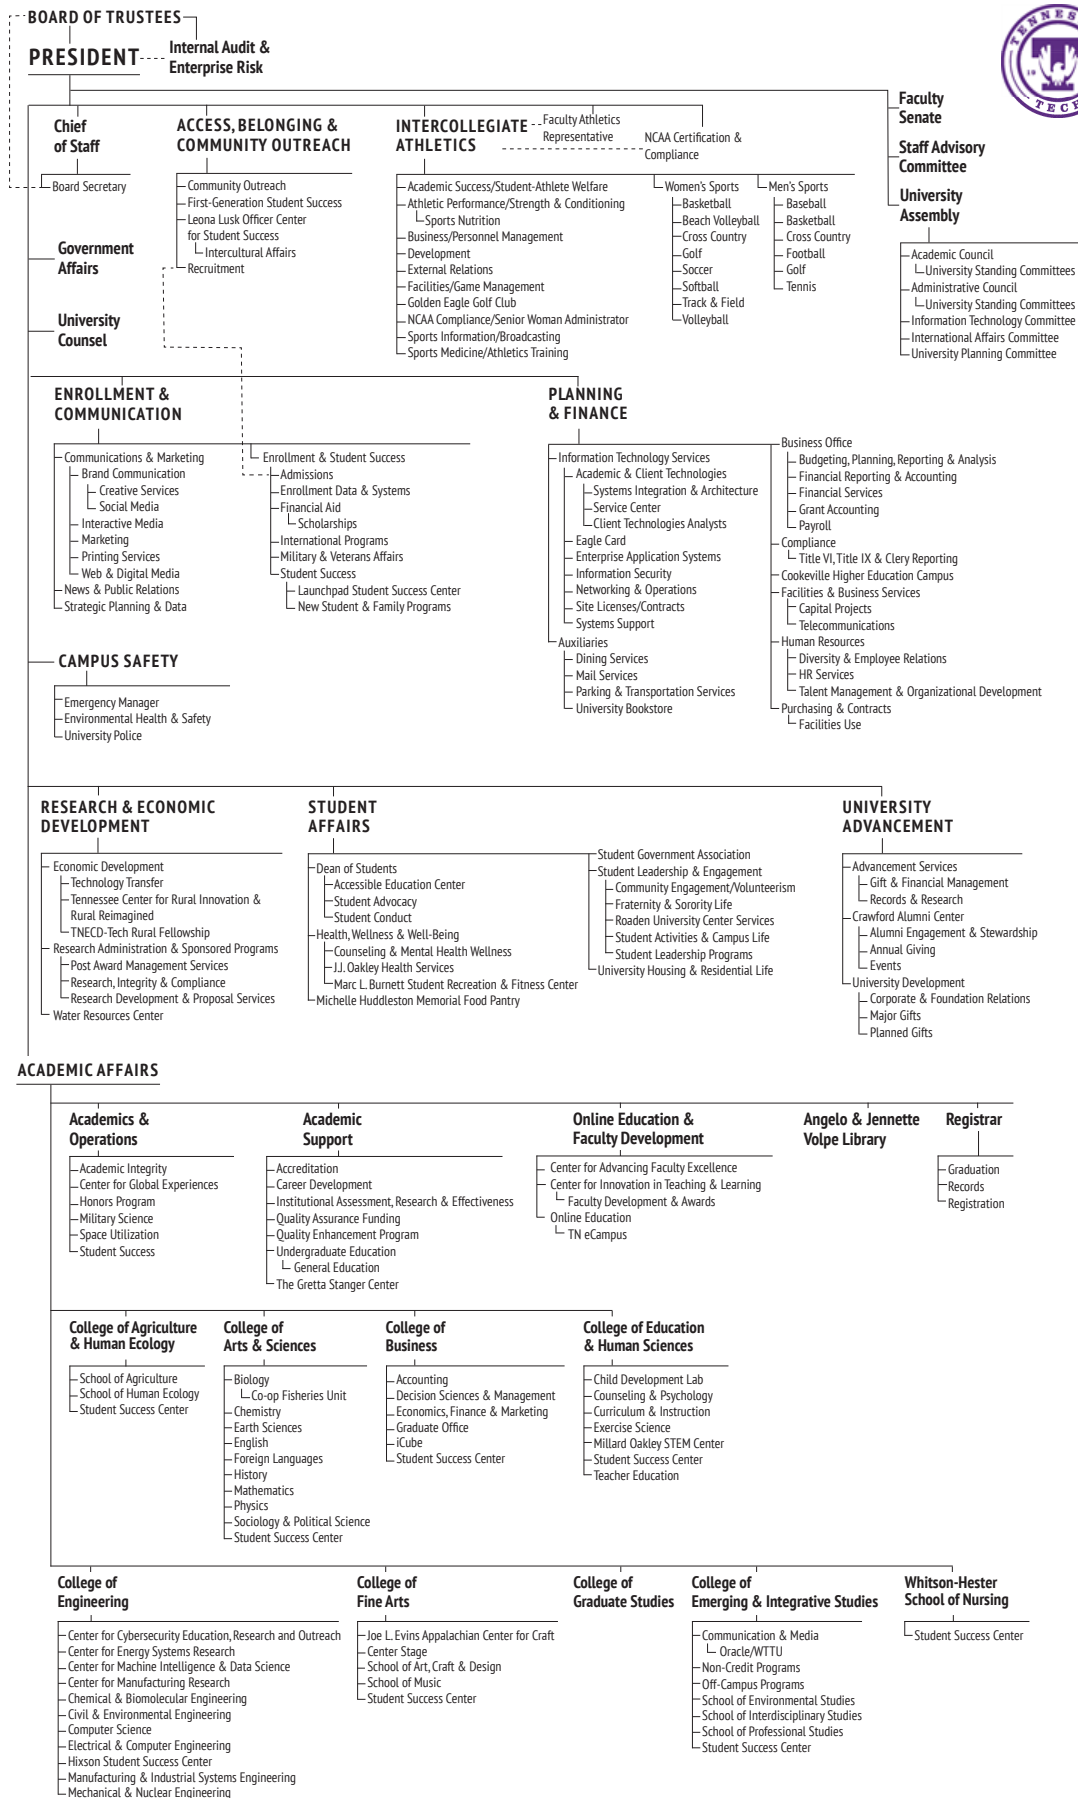 BOARD OF TRUSTEES
PRESIDENT
Internal Audit &
Enterprise Risk
TENNES
TECH
Faculty
Senate
Staff Advisory
Committee
University
Assembly
Academic Council
University Standing Committees
Administrative Council
University Standing Committees
Information Technology Committee
International Affairs Committee
University Planning Committee
Chief
of Staff
Board Secretary
Government
Affairs
University
Counsel
ACCESS, BELONGING &
COMMUNITY OUTREACH
Community Outreach
First-Generation Student Success
Leona Lusk Officer Center
for Student Success
Intercultural Affairs
Recruitment
INTERCOLLEGIATE
ATHLETICS
Faculty Athletics
Representative
NCAA Certification &
Compliance
Academic Success/Student-Athlete Welfare
Athletic Performance/Strength & Conditioning
Sports Nutrition
Business/Personnel Management
Development
External Relations
Facilities/Game Management
Golden Eagle Golf Club
NCAA Compliance/Senior Woman Administrator
Sports Information/Broadcasting
Sports Medicine/Athletics Training
Women's Sports
Basketball
Beach Volleyball
Cross Country
Golf
Soccer
Softball
Track & Field
Volleyball
Men's Sports
Baseball
Basketball
Cross Country
Football
Golf
Tennis
ENROLLMENT &
COMMUNICATION
Communications & Marketing
Brand Communication
Creative Services
Social Media
Interactive Media
Marketing
Printing Services
Web & Digital Media
News & Public Relations
Strategic Planning & Data
Enrollment & Student Success
Admissions
Enrollment Data & Systems
Financial Aid
Scholarships
International Programs
Military & Veterans Affairs
Student Success
Launchpad Student Success Center
New Student & Family Programs
PLANNING
& FINANCE
Information Technology Services
Academic & Client Technologies
Systems Integration & Architecture
Service Center
Client Technologies Analysts
Eagle Card
Enterprise Application Systems
Information Security
Networking & Operations
Site Licenses/Contracts
Systems Support
Auxiliaries
Dining Services
Mail Services
Parking & Transportation Services
University Bookstore
Business Office
Budgeting, Planning, Reporting & Analysis
Financial Reporting & Accounting
Financial Services
Grant Accounting
Payroll
Compliance
Title VI, Title IX & Clery Reporting
Cookeville Higher Education Campus
Facilities & Business Services
Capital Projects
Telecommunications
Human Resources
Diversity & Employee Relations
HR Services
Talent Management & Organizational Development
Purchasing & Contracts
Facilities Use
CAMPUS SAFETY
Emergency Manager
Environmental Health & Safety
University Police
RESEARCH & ECONOMIC
DEVELOPMENT
Economic Development
Technology Transfer
Tennessee Center for Rural Innovation &
Rural Reimagined
TNECD-Tech Rural Fellowship
Research Administration & Sponsored Programs
Post Award Management Services
Research, Integrity & Compliance
Research Development & Proposal Services
Water Resources Center
STUDENT
AFFAIRS
Dean of Students
Accessible Education Center
Student Advocacy
Student Conduct
Health, Wellness & Well-Being
Counseling & Mental Health Wellness
J.J. Oakley Health Services
Marc L. Burnett Student Recreation & Fitness Center
Michelle Huddleston Memorial Food Pantry
Student Government Association
Student Leadership & Engagement
Community Engagement/Volunteerism
Fraternity & Sorority Life
Roaden University Center Services
Student Activities & Campus Life
Student Leadership Programs
University Housing & Residential Life
UNIVERSITY
ADVANCEMENT
Advancement Services
Gift & Financial Management
Records & Research
Crawford Alumni Center
Alumni Engagement & Stewardship
Annual Giving
Events
University Development
Corporate & Foundation Relations
Major Gifts
Planned Gifts
ACADEMIC AFFAIRS
Academics &
Operations
Academic Integrity
Center for Global Experiences
Honors Program
Military Science
Space Utilization
Student Success
Academic
Support
Accreditation
Career Development
Institutional Assessment, Research & Effectiveness
Quality Assurance Funding
Quality Enhancement Program
Undergraduate Education
General Education
The Gretta Stanger Center
Online Education &
Faculty Development
Center for Advancing Faculty Excellence
Center for Innovation in Teaching & Learning
Faculty Development & Awards
Online Education
TN eCampus
Angelo & Jennette
Volpe Library
Registrar
Graduation
Records
Registration
College of Agriculture
& Human Ecology
School of Agriculture
School of Human Ecology
Student Success Center
College of
Arts & Sciences
Biology
Co-op Fisheries Unit
Chemistry
Earth Sciences
English
Foreign Languages
History
Mathematics
Physics
Sociology & Political Science
Student Success Center
College of
Business
Accounting
Decision Sciences & Management
Economics, Finance & Marketing
Graduate Office
iCube
Student Success Center
College of Education
& Human Sciences
Child Development Lab
Counseling & Psychology
Curriculum & Instruction
Exercise Science
Millard Oakley STEM Center
Student Success Center
Teacher Education
College of
Engineering
Center for Cybersecurity Education, Research and Outreach
Center for Energy Systems Research
Center for Machine Intelligence & Data Science
Center for Manufacturing Research
Chemical & Biomolecular Engineering
Civil & Environmental Engineering
Computer Science
Electrical & Computer Engineering
Hixson Student Success Center
Manufacturing & Industrial Systems Engineering
Mechanical & Nuclear Engineering
College of
Fine Arts
Joe L. Evins Appalachian Center for Craft
Center Stage
School of Art, Craft & Design
School of Music
Student Success Center
College of
Graduate Studies
College of
Emerging & Integrative Studies
Communication & Media
Oracle/WTTU
Non-Credit Programs
Off-Campus Programs
School of Environmental Studies
School of Interdisciplinary Studies
School of Professional Studies
Student Success Center
Whitson-Hester
School of Nursing
Student Success Center